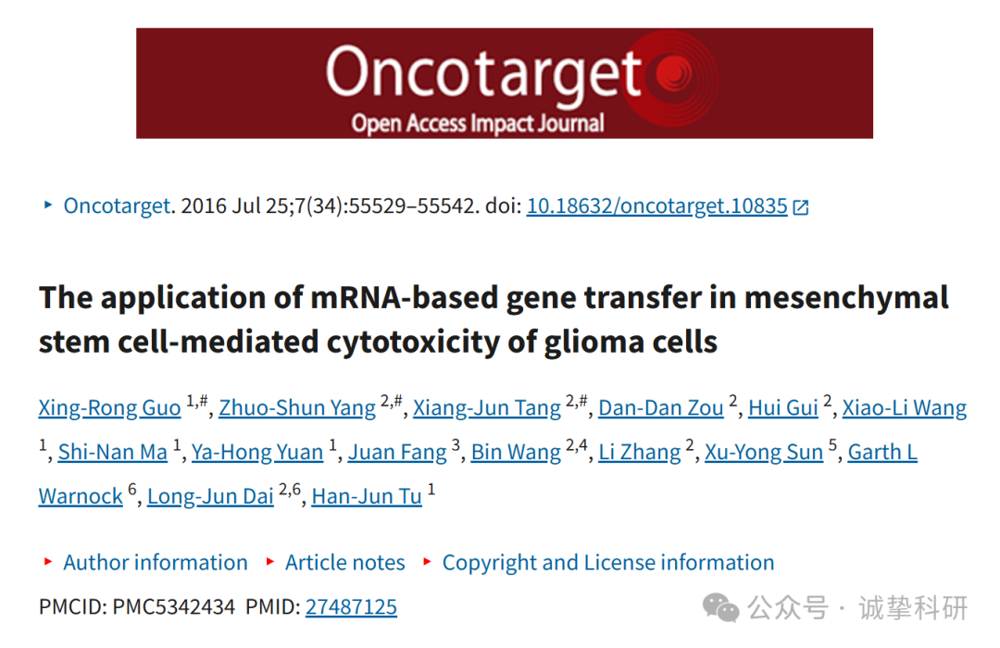 Oncotarget
Open Access Impact Journal
Oncotarget. 2016 Jul 25;7(34):55529–55542. doi: 10.18632/oncotarget.10835
The application of mRNA-based gene transfer in mesenchymal
stem cell-mediated cytotoxicity of glioma cells
Xing-Rong Guo 1,#, Zhuo-Shun Yang 2,#, Xiang-Jun Tang 2,#, Dan-Dan Zou 2, Hui Gui 2, Xiao-Li Wang
1, Shi-Nan Ma 1, Ya-Hong Yuan 1, Juan Fang 3, Bin Wang 2,4, Li Zhang 2, Xu-Yong Sun 5, Garth L
Warnock 6, Long-Jun Dai 2,6, Han-Jun Tu 1
Author information Article notes Copyright and License information
PMCID: PMC5342434 PMID: 27487125
公众号 · 诚挚科研